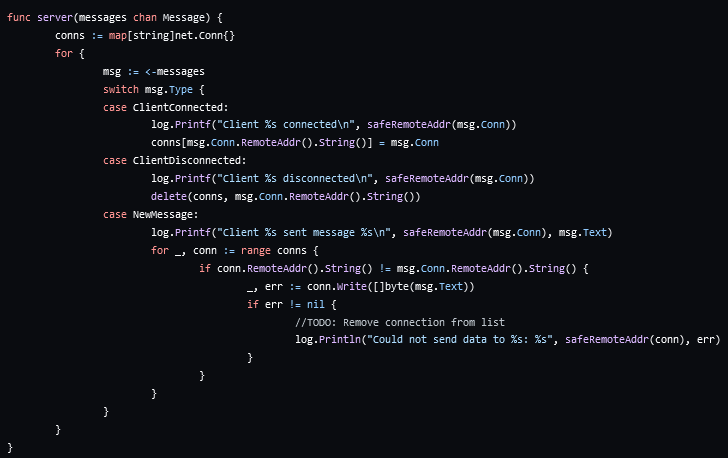 func server(messages chan Message) {
conns := map[string]net.Conn{}
for {
msg := <-messages
switch msg.Type {
case ClientConnected:
log.Printf("Client %s connected\n", safeRemoteAddr(msg.Conn))
conns[msg.Conn.RemoteAddr().String()] = msg.Conn
case ClientDisconnected:
log.Printf("Client %s disconnected\n", safeRemoteAddr(msg.Conn))
delete(conns, msg.Conn.RemoteAddr().String())
case NewMessage:
log.Printf("Client %s sent message %s\n", safeRemoteAddr(msg.Conn), msg.Text)
for _, conn := range conns {
if conn.RemoteAddr().String() != msg.Conn.RemoteAddr().String() {
_, err := conn.Write([]byte(msg.Text))
if err != nil {
//TODO: Remove connection from list
log.Println("Could not send data to %s: %s", safeRemoteAddr(conn), err)
}
}
}
}
}
}